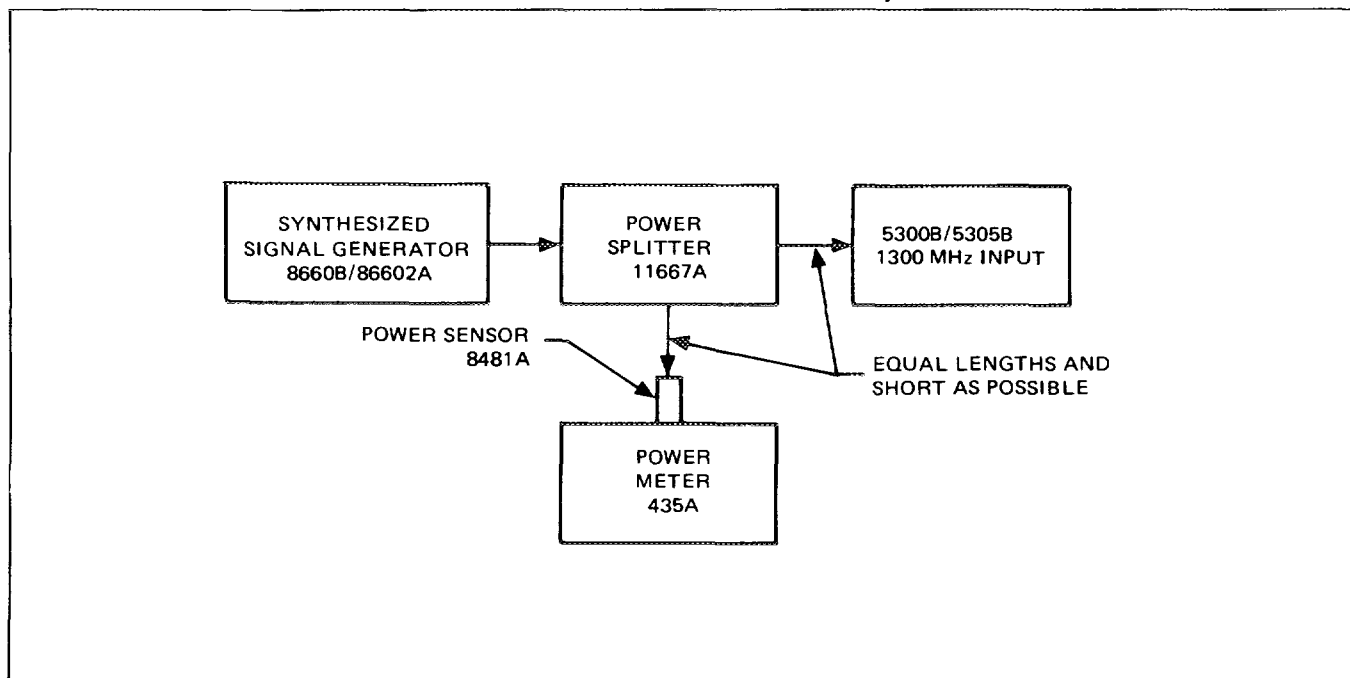 SYNTHESIZED
SIGNAL GENERATOR
8660B/86602A
POWER
SPLITTER
11667A
5300B/5305B
1300 MHz INPUT
POWER SENSOR
8481A
EQUAL LENGTHS AND
SHORT AS POSSIBLE
POWER
METER
435A